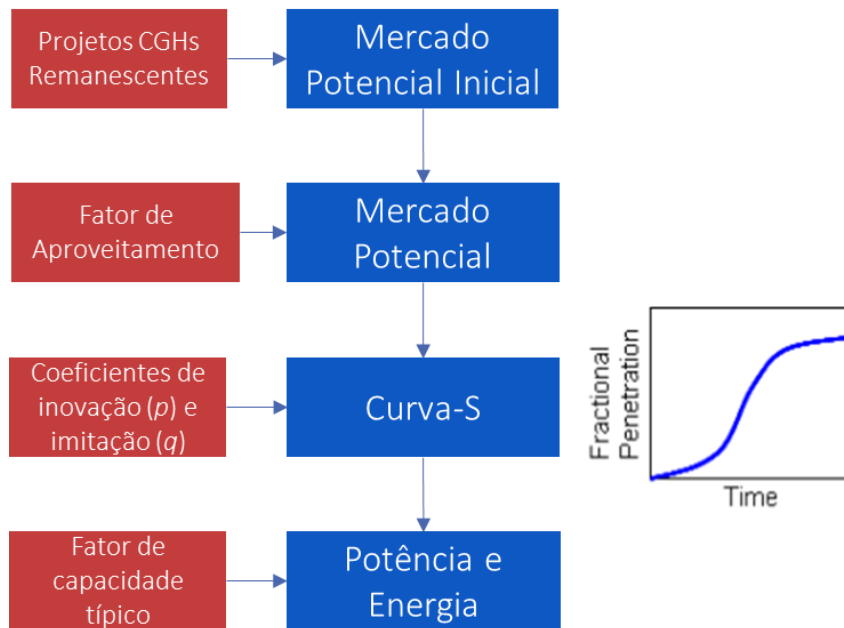 Projetos CGHs
Remanescentes
Mercado
Potencial Inicial
Fator de
Aproveitamento
Mercado
Potencial
Coeficientes de
inovação (p) e
imitação (q)
Curva-S
Fractional
Penetration
Time
Fator de
capacidade
típico
Potência e
Energia